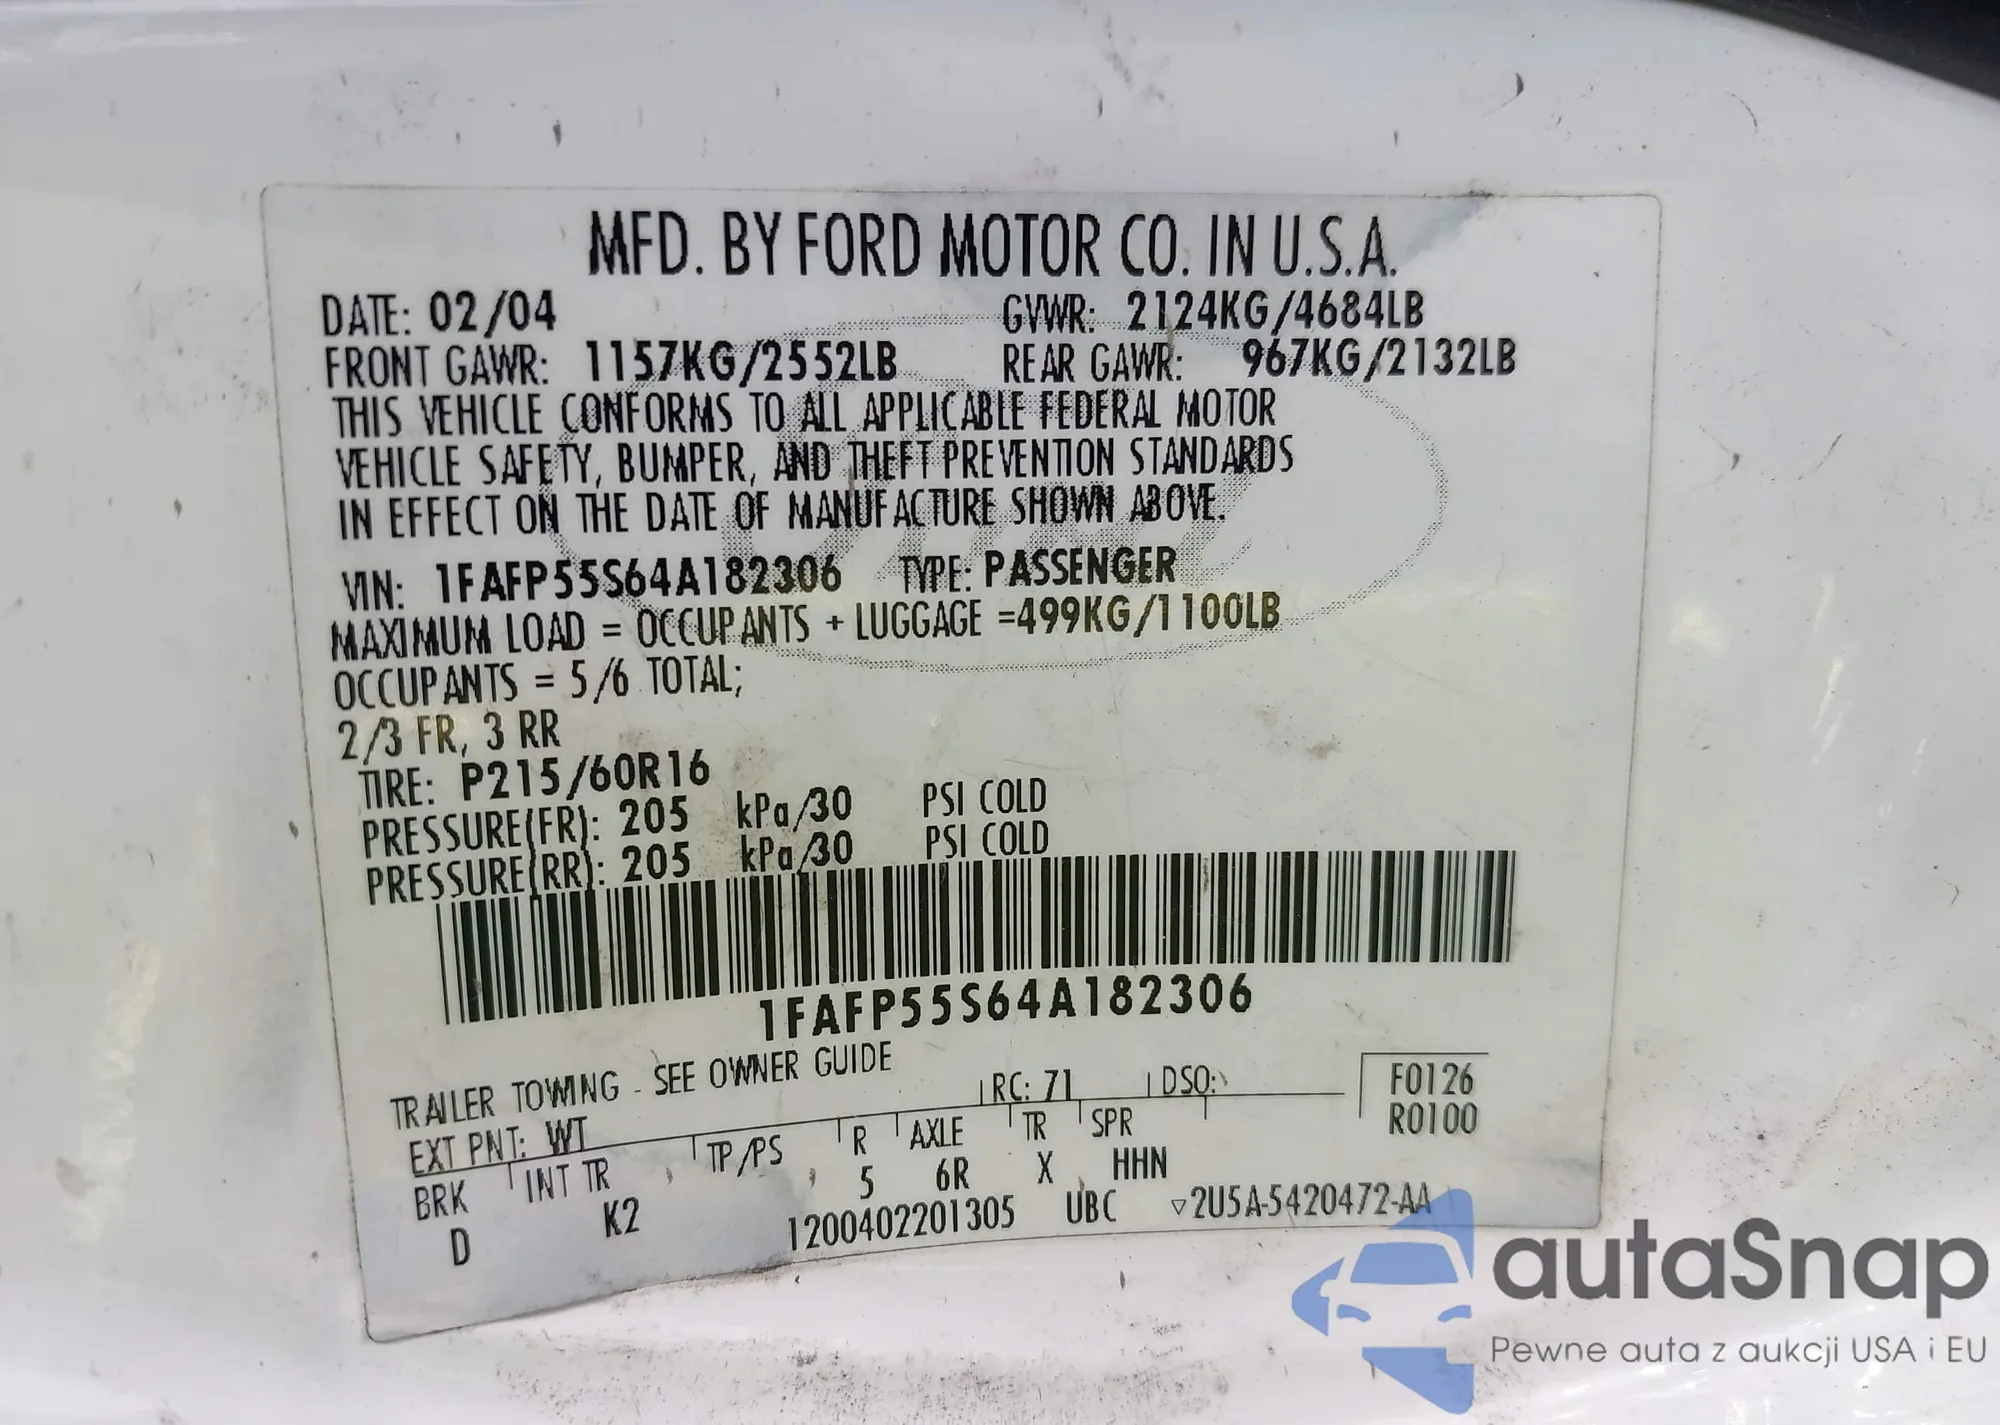 MFD. BY FORD MOTOR CO. IN U.S.A.
DATE: 02/04 GVWR: 2124KG/4684LB
FRONT GAWR: 1157KG/2552LB REAR GAWR: 967KG/2132LB
THIS VEHICLE CONFORMS TO ALL APPLICABLE FEDERAL MOTOR
VEHICLE SAFETY, BUMPER, AND THEFT PREVENTION STANDARDS
IN EFFECT ON THE DATE OF MANUFACTURE SHOWN ABOVE.
VIN: 1FAFP55S64A182306 TYPE: PASSENGER
MAXIMUM LOAD = OCCUPANTS + LUGGAGE =499KG/1100LB
OCCUPANTS = 5/6 TOTAL;
2/3 FR, 3 RR
TIRE: P215/60R16
PRESSURE(FR): 205 kPa/30 PSI COLD
PRESSURE(RR): 205 kPa/30 PSI COLD
1FAFP55S64A182306
TRAILER TOWING - SEE OWNER GUIDE
EXT PNT: WT RC: 71 DSO: F0126
R0100
BRK INT TR TP/PS R AXLE TR SPR
D K2 5 6R X HHN
1200402201305 UBC ▽2U5A-5420472-AA
autaSnap
Pewne auta z aukcji USA i EU